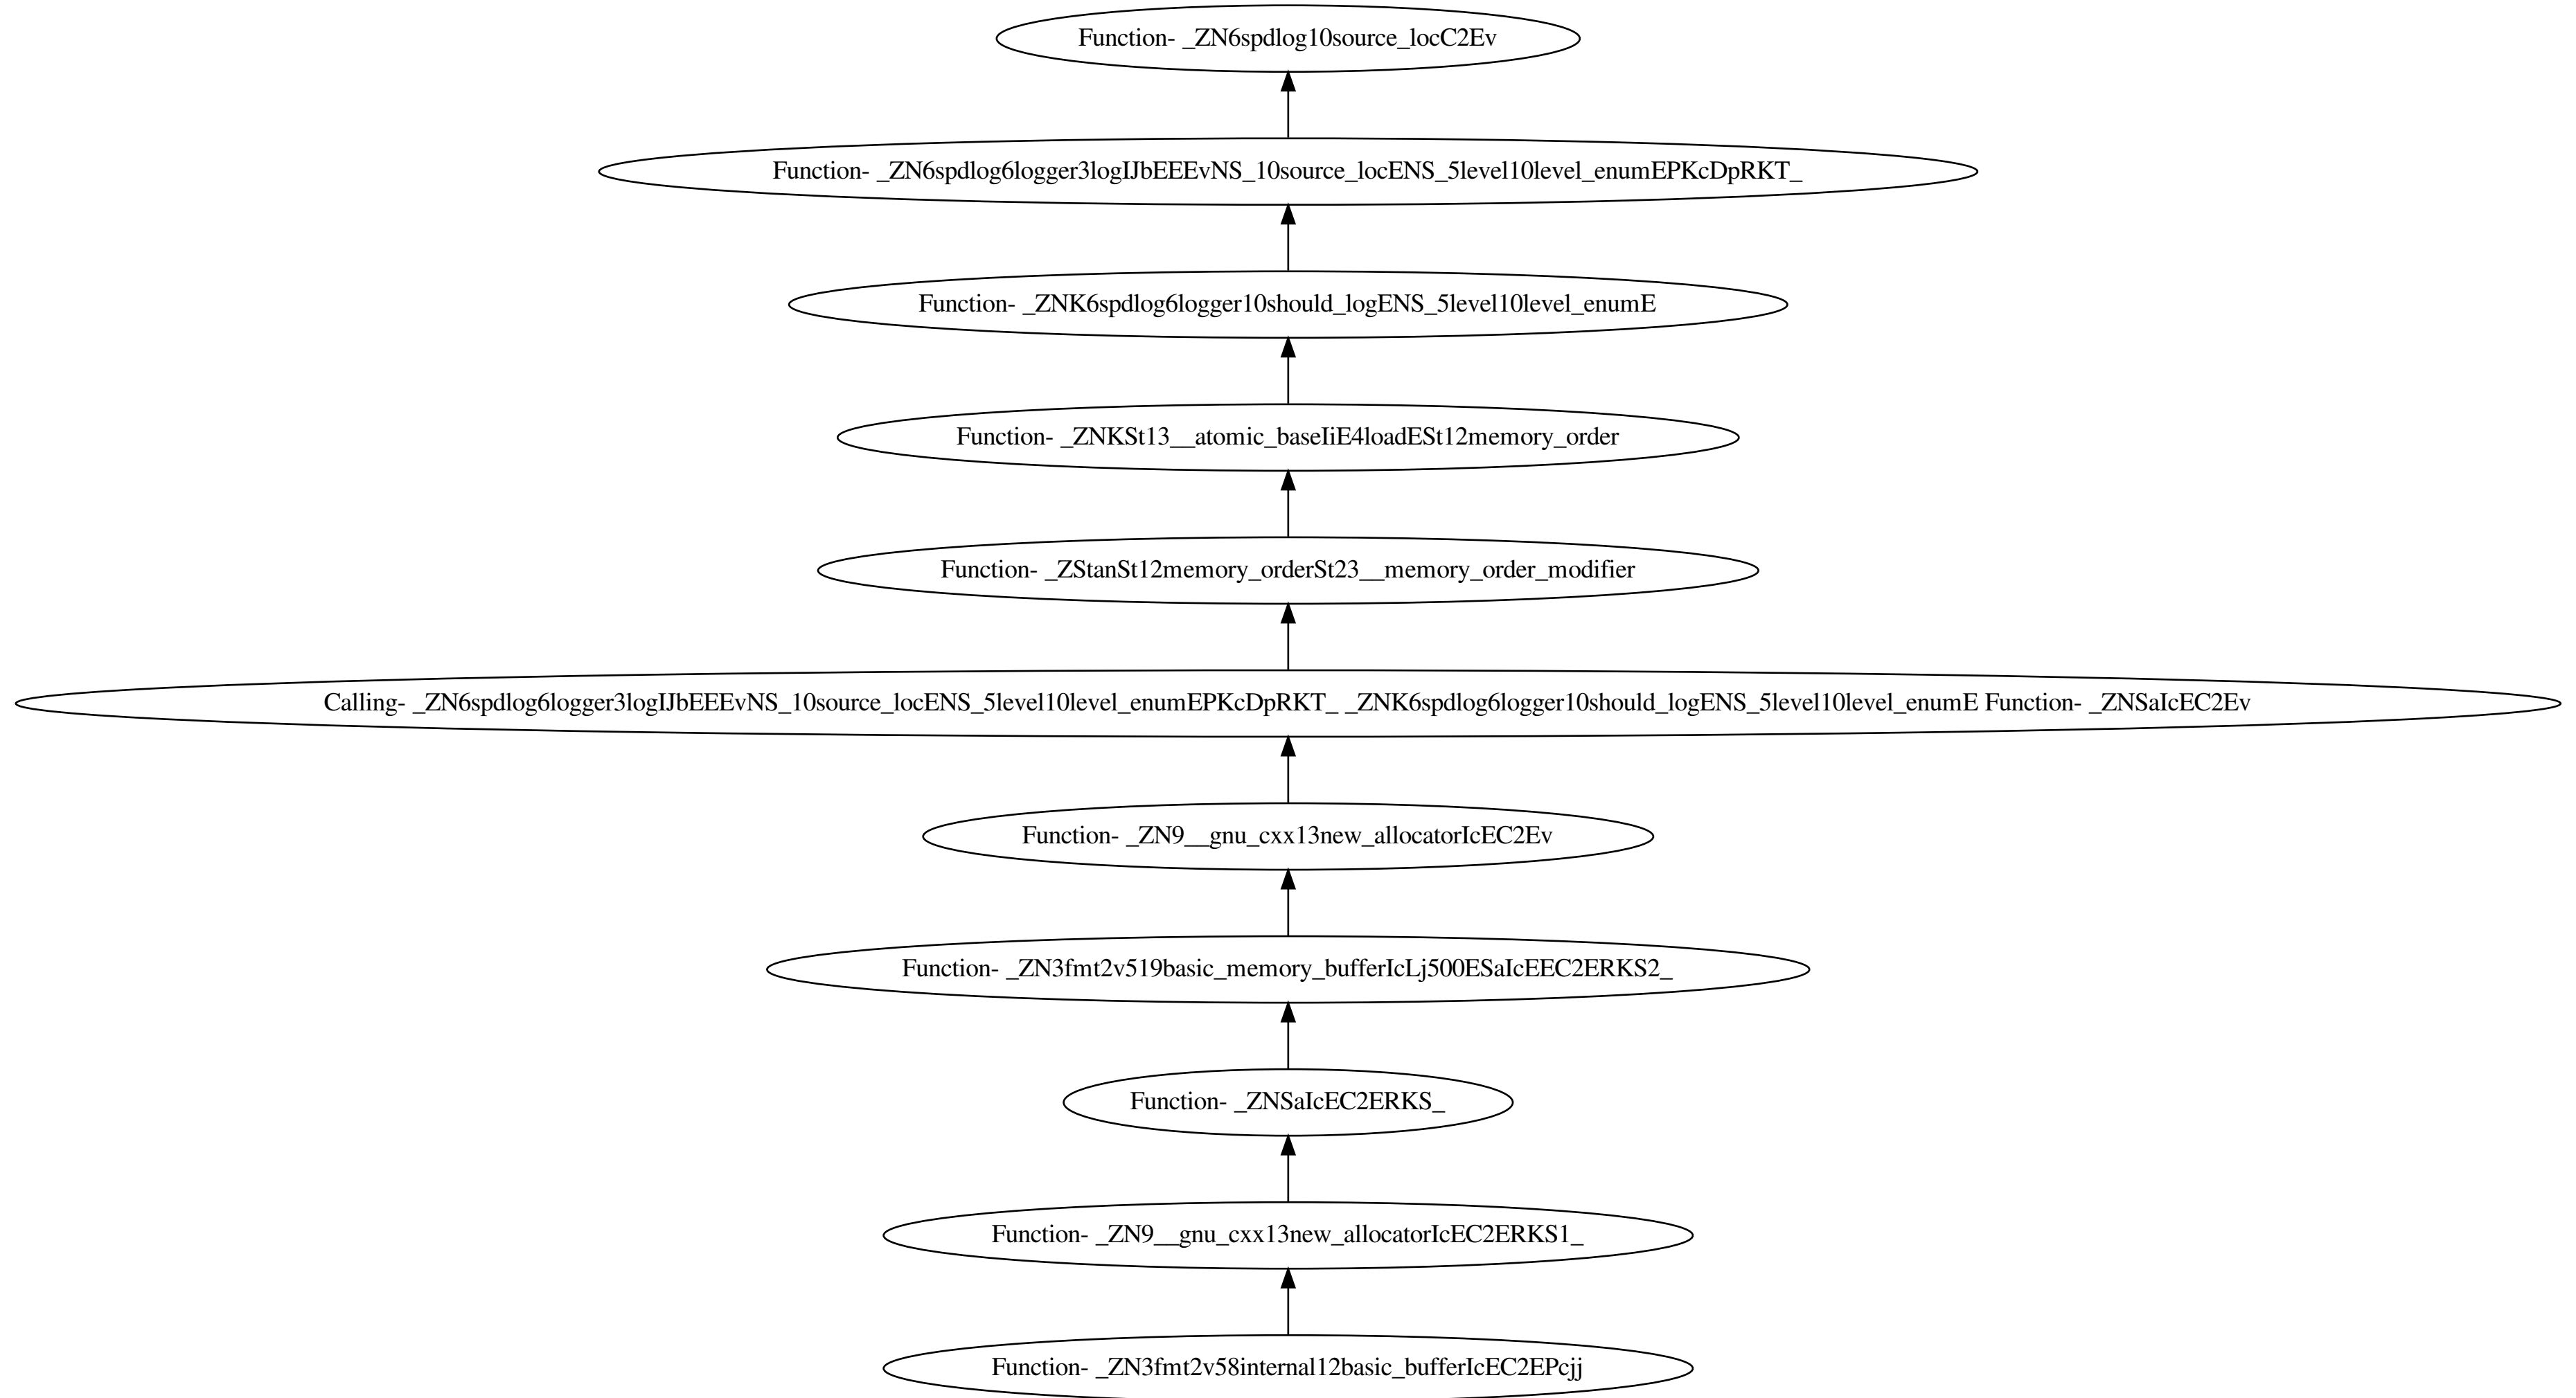 Function- _ZN6spdlog10source_locC2Ev
Function- _ZN6spdlog6logger3logIJbEEEvNS_10source_locENS_5level10level_enumEPKcDpRKT_
Function- _ZNK6spdlog6logger10should_logENS_5level10level_enumE
Function- _ZNKSt13__atomic_baseIiE4loadESt12memory_order
Function- _ZStanSt12memory_orderSt23__memory_order_modifier
Calling- _ZN6spdlog6logger3logIJbEEEvNS_10source_locENS_5level10level_enumEPKcDpRKT_ _ZNK6spdlog6logger10should_logENS_5level10level_enumE Function- _ZNSaIcEC2Ev
Function- _ZN9__gnu_cxx13new_allocatorIcEC2Ev
Function- _ZN3fmt2v519basic_memory_bufferIcLj500ESaIcEEC2ERKS2_
Function- _ZNSaIcEC2ERKS_
Function- _ZN9__gnu_cxx13new_allocatorIcEC2ERKS1_
Function- _ZN3fmt2v58internal12basic_bufferIcEC2EPcjj